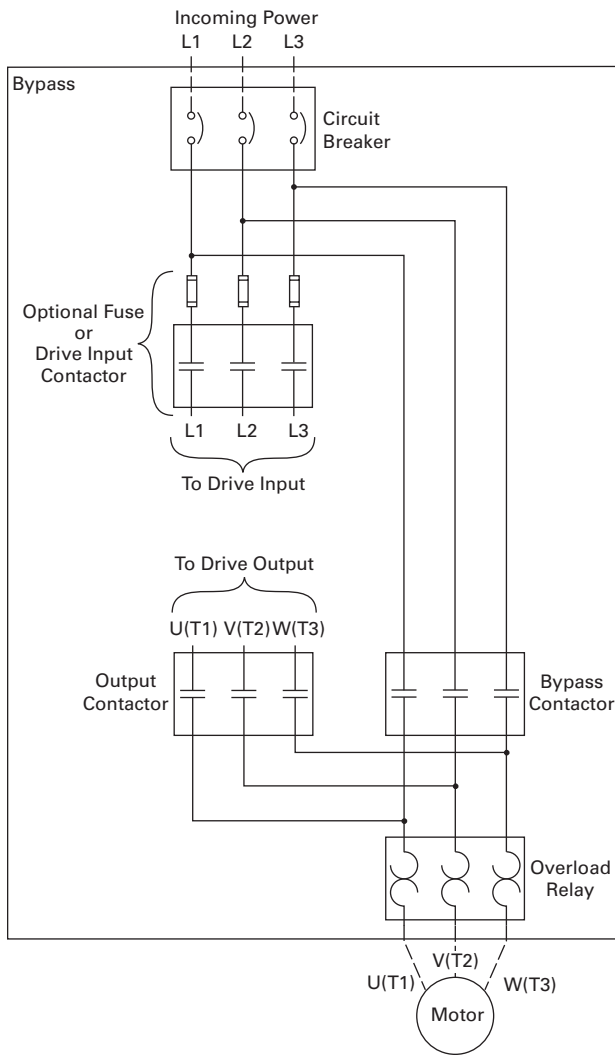 Incoming Power
L1 L2 L3
Bypass
Circuit
Breaker
Optional Fuse
or
Drive Input
Contactor
L1 L2 L3
To Drive Input
To Drive Output
U(T1) V(T2) W(T3)
Output
Contactor
Bypass
Contactor
Overload
Relay
V(T2)
U(T1) W(T3)
Motor